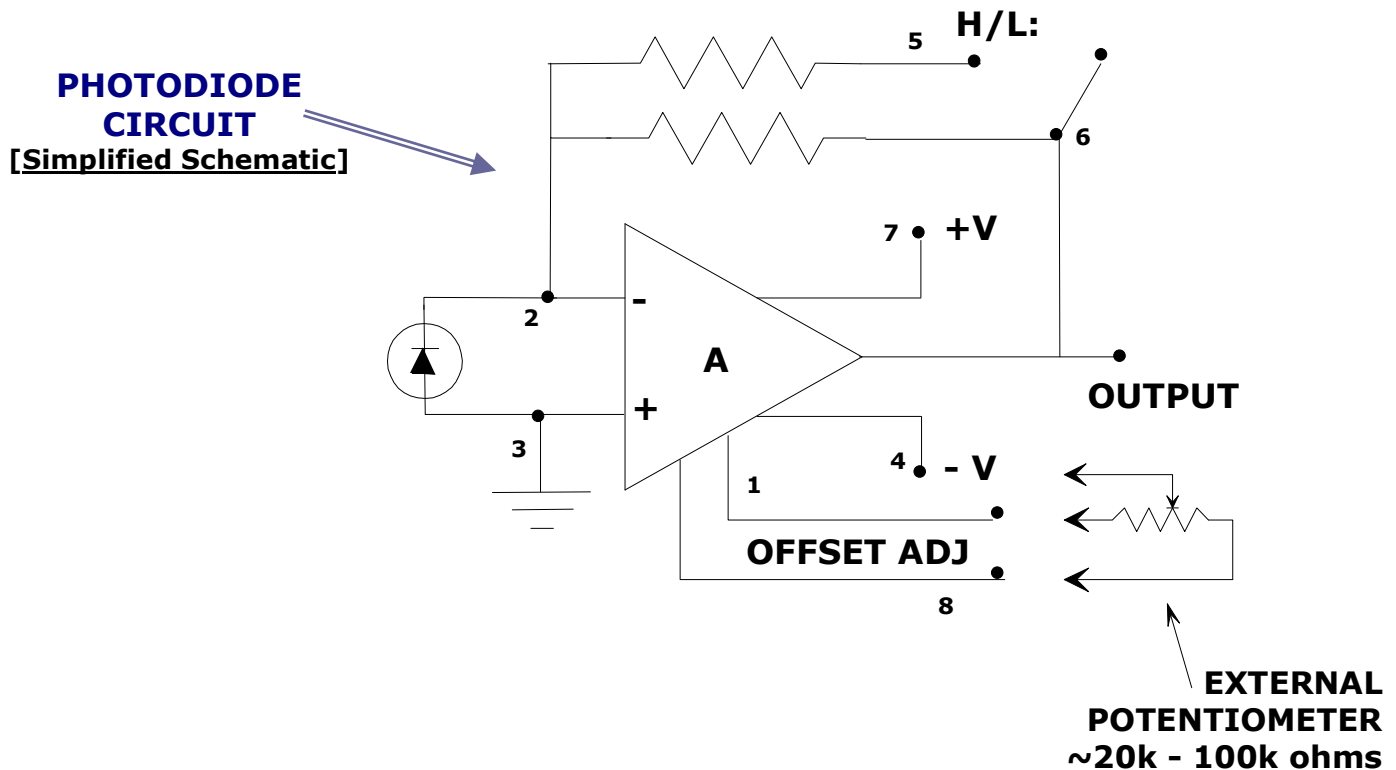 H/L:
5
PHOTODIODE
CIRCUIT
[Simplified Schematic]
6
7 +V
2
-
A
+
OUTPUT
3
4 - V
1
OFFSET ADJ
8
EXTERNAL
POTENTIOMETER
~20k - 100k ohms